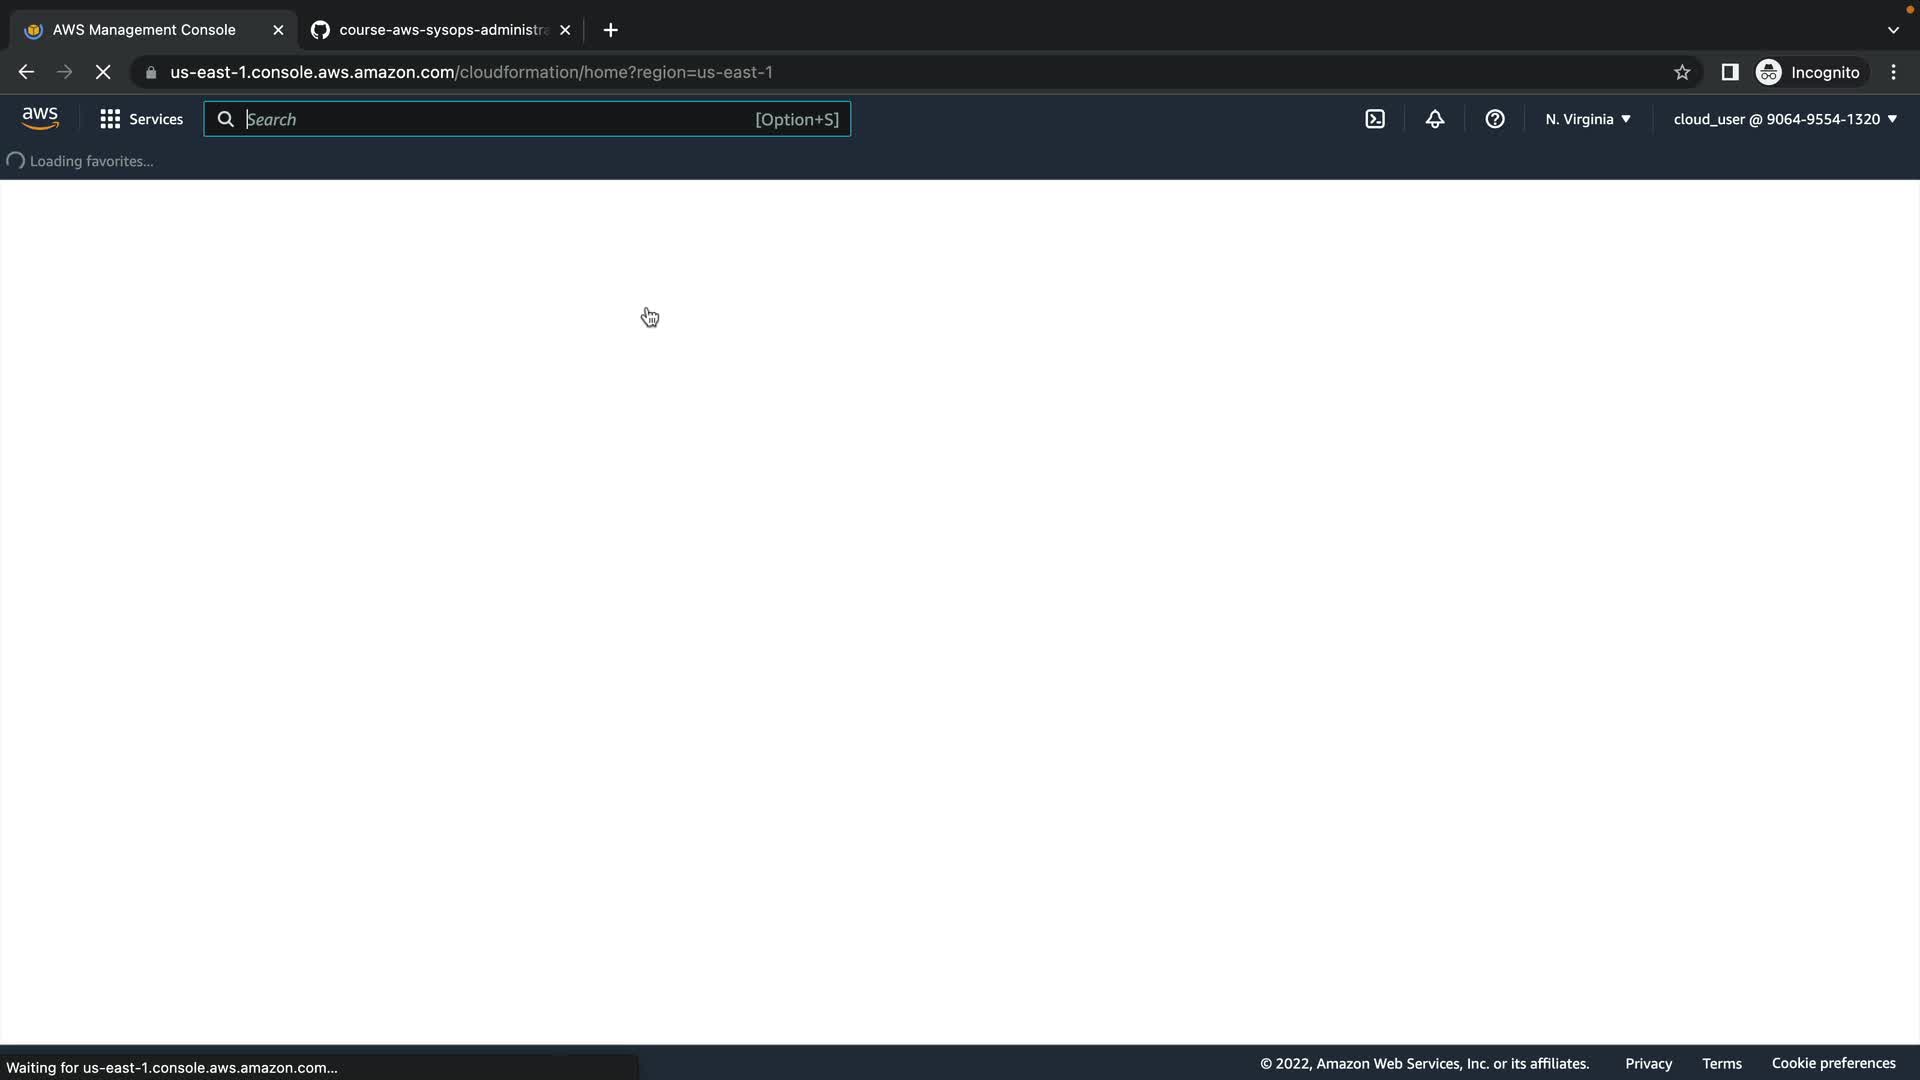 AWS Management Console
course-aws-sysops-administra
us-east-1.console.aws.amazon.com/cloudformation/home?region=us-east-1
Incognito
aws
Services
Search
[Option+S]
N. Virginia
cloud_user @ 9064-9554-1320
Loading favorites...
Waiting for us-east-1.console.aws.amazon.com...
© 2022, Amazon Web Services, Inc. or its affiliates.
Privacy
Terms
Cookie preferences